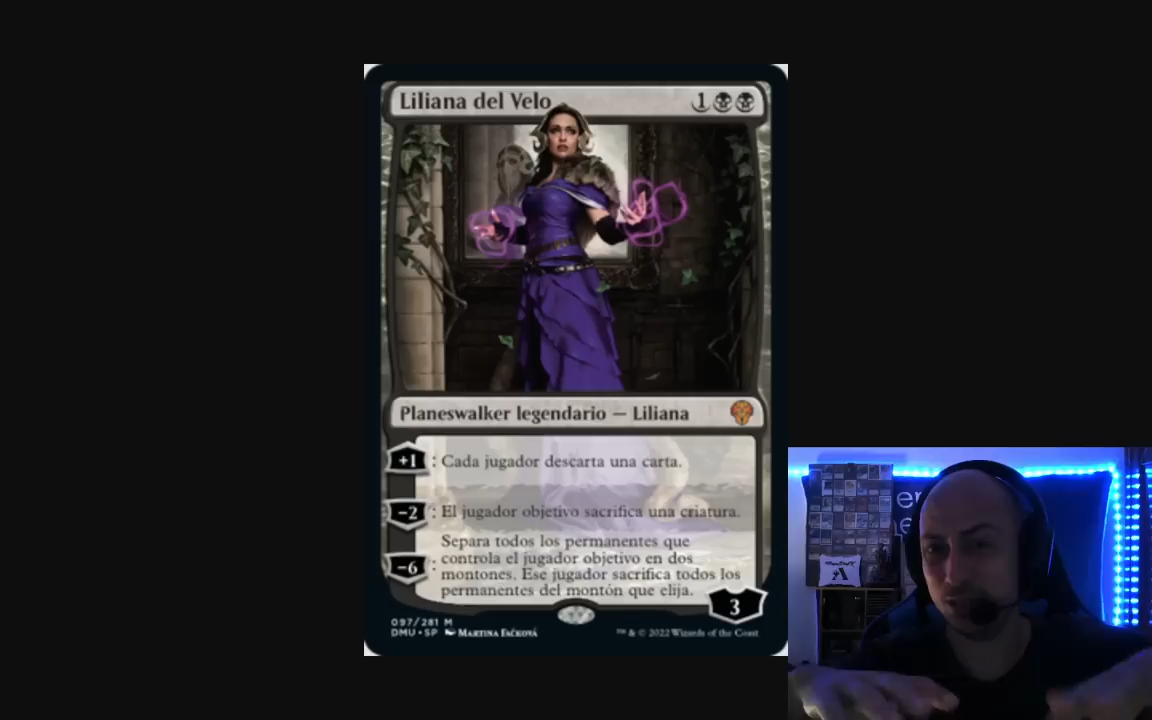 Liliana del Velo
1
Planeswalker legendario — Liliana
+1 : Cada jugador descarta una carta.
−2 : El jugador objetivo sacrifica una criatura.
Separa todos los permanentes que
−6 : controla el jugador objetivo en dos
montones. Ese jugador sacrifica todos los
permanentes del montón que elija.
3
097/281 M
DMU • SP MARTINA FAČKOVÁ
™ & © 2022 Wizards of the Coast